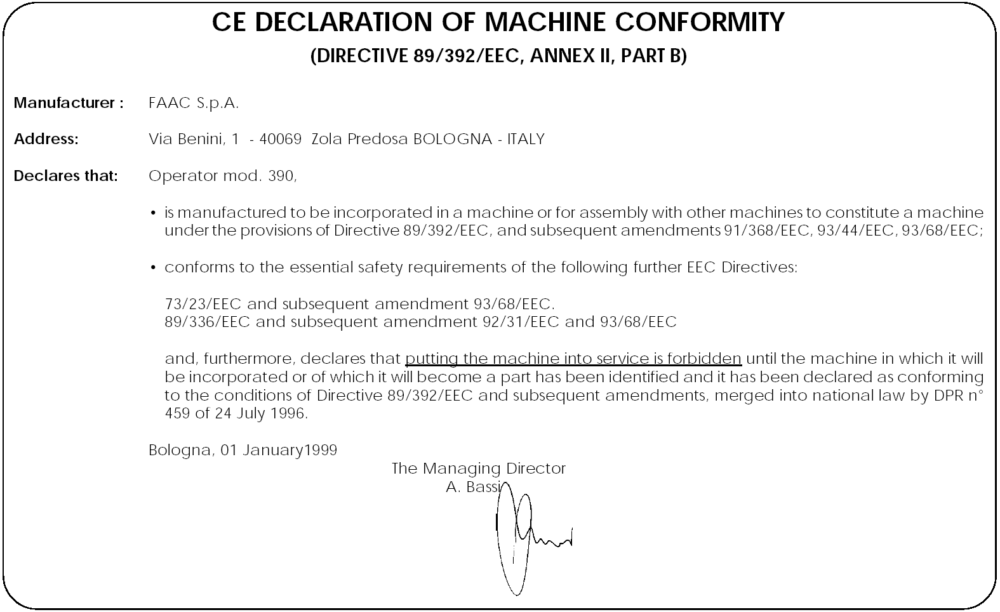 CE DECLARATION OF MACHINE CONFORMITY
(DIRECTIVE 89/392/EEC, ANNEX II, PART B)
Manufacturer : FAAC S.p.A.
Address: Via Benini, 1 - 40069 Zola Predosa BOLOGNA - ITALY
Declares that: Operator mod. 390,
• is manufactured to be incorporated in a machine or for assembly with other machines to constitute a machine
under the provisions of Directive 89/392/EEC, and subsequent amendments 91/368/EEC, 93/44/EEC, 93/68/EEC;
• conforms to the essential safety requirements of the following further EEC Directives:
73/23/EEC and subsequent amendment 93/68/EEC.
89/336/EEC and subsequent amendment 92/31/EEC and 93/68/EEC
and, furthermore, declares that putting the machine into service is forbidden until the machine in which it will
be incorporated or of which it will become a part has been identified and it has been declared as conforming
to the conditions of Directive 89/392/EEC and subsequent amendments, merged into national law by DPR n°
459 of 24 July 1996.
Bologna, 01 January1999
The Managing Director
A. Bassi